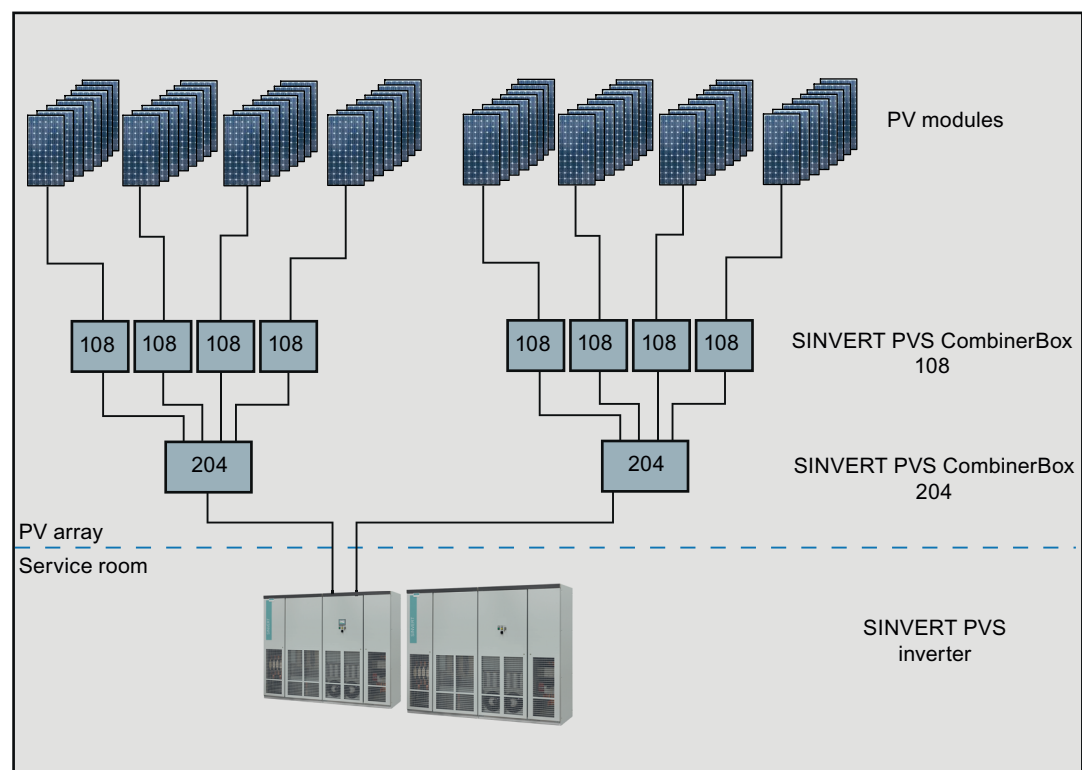 PV modules
108 108 108 108 108 108 108 108
SINVERT PVS CombinerBox
108
204 204
SINVERT PVS CombinerBox
204
PV array
Service room
SINVERT PVS
inverter